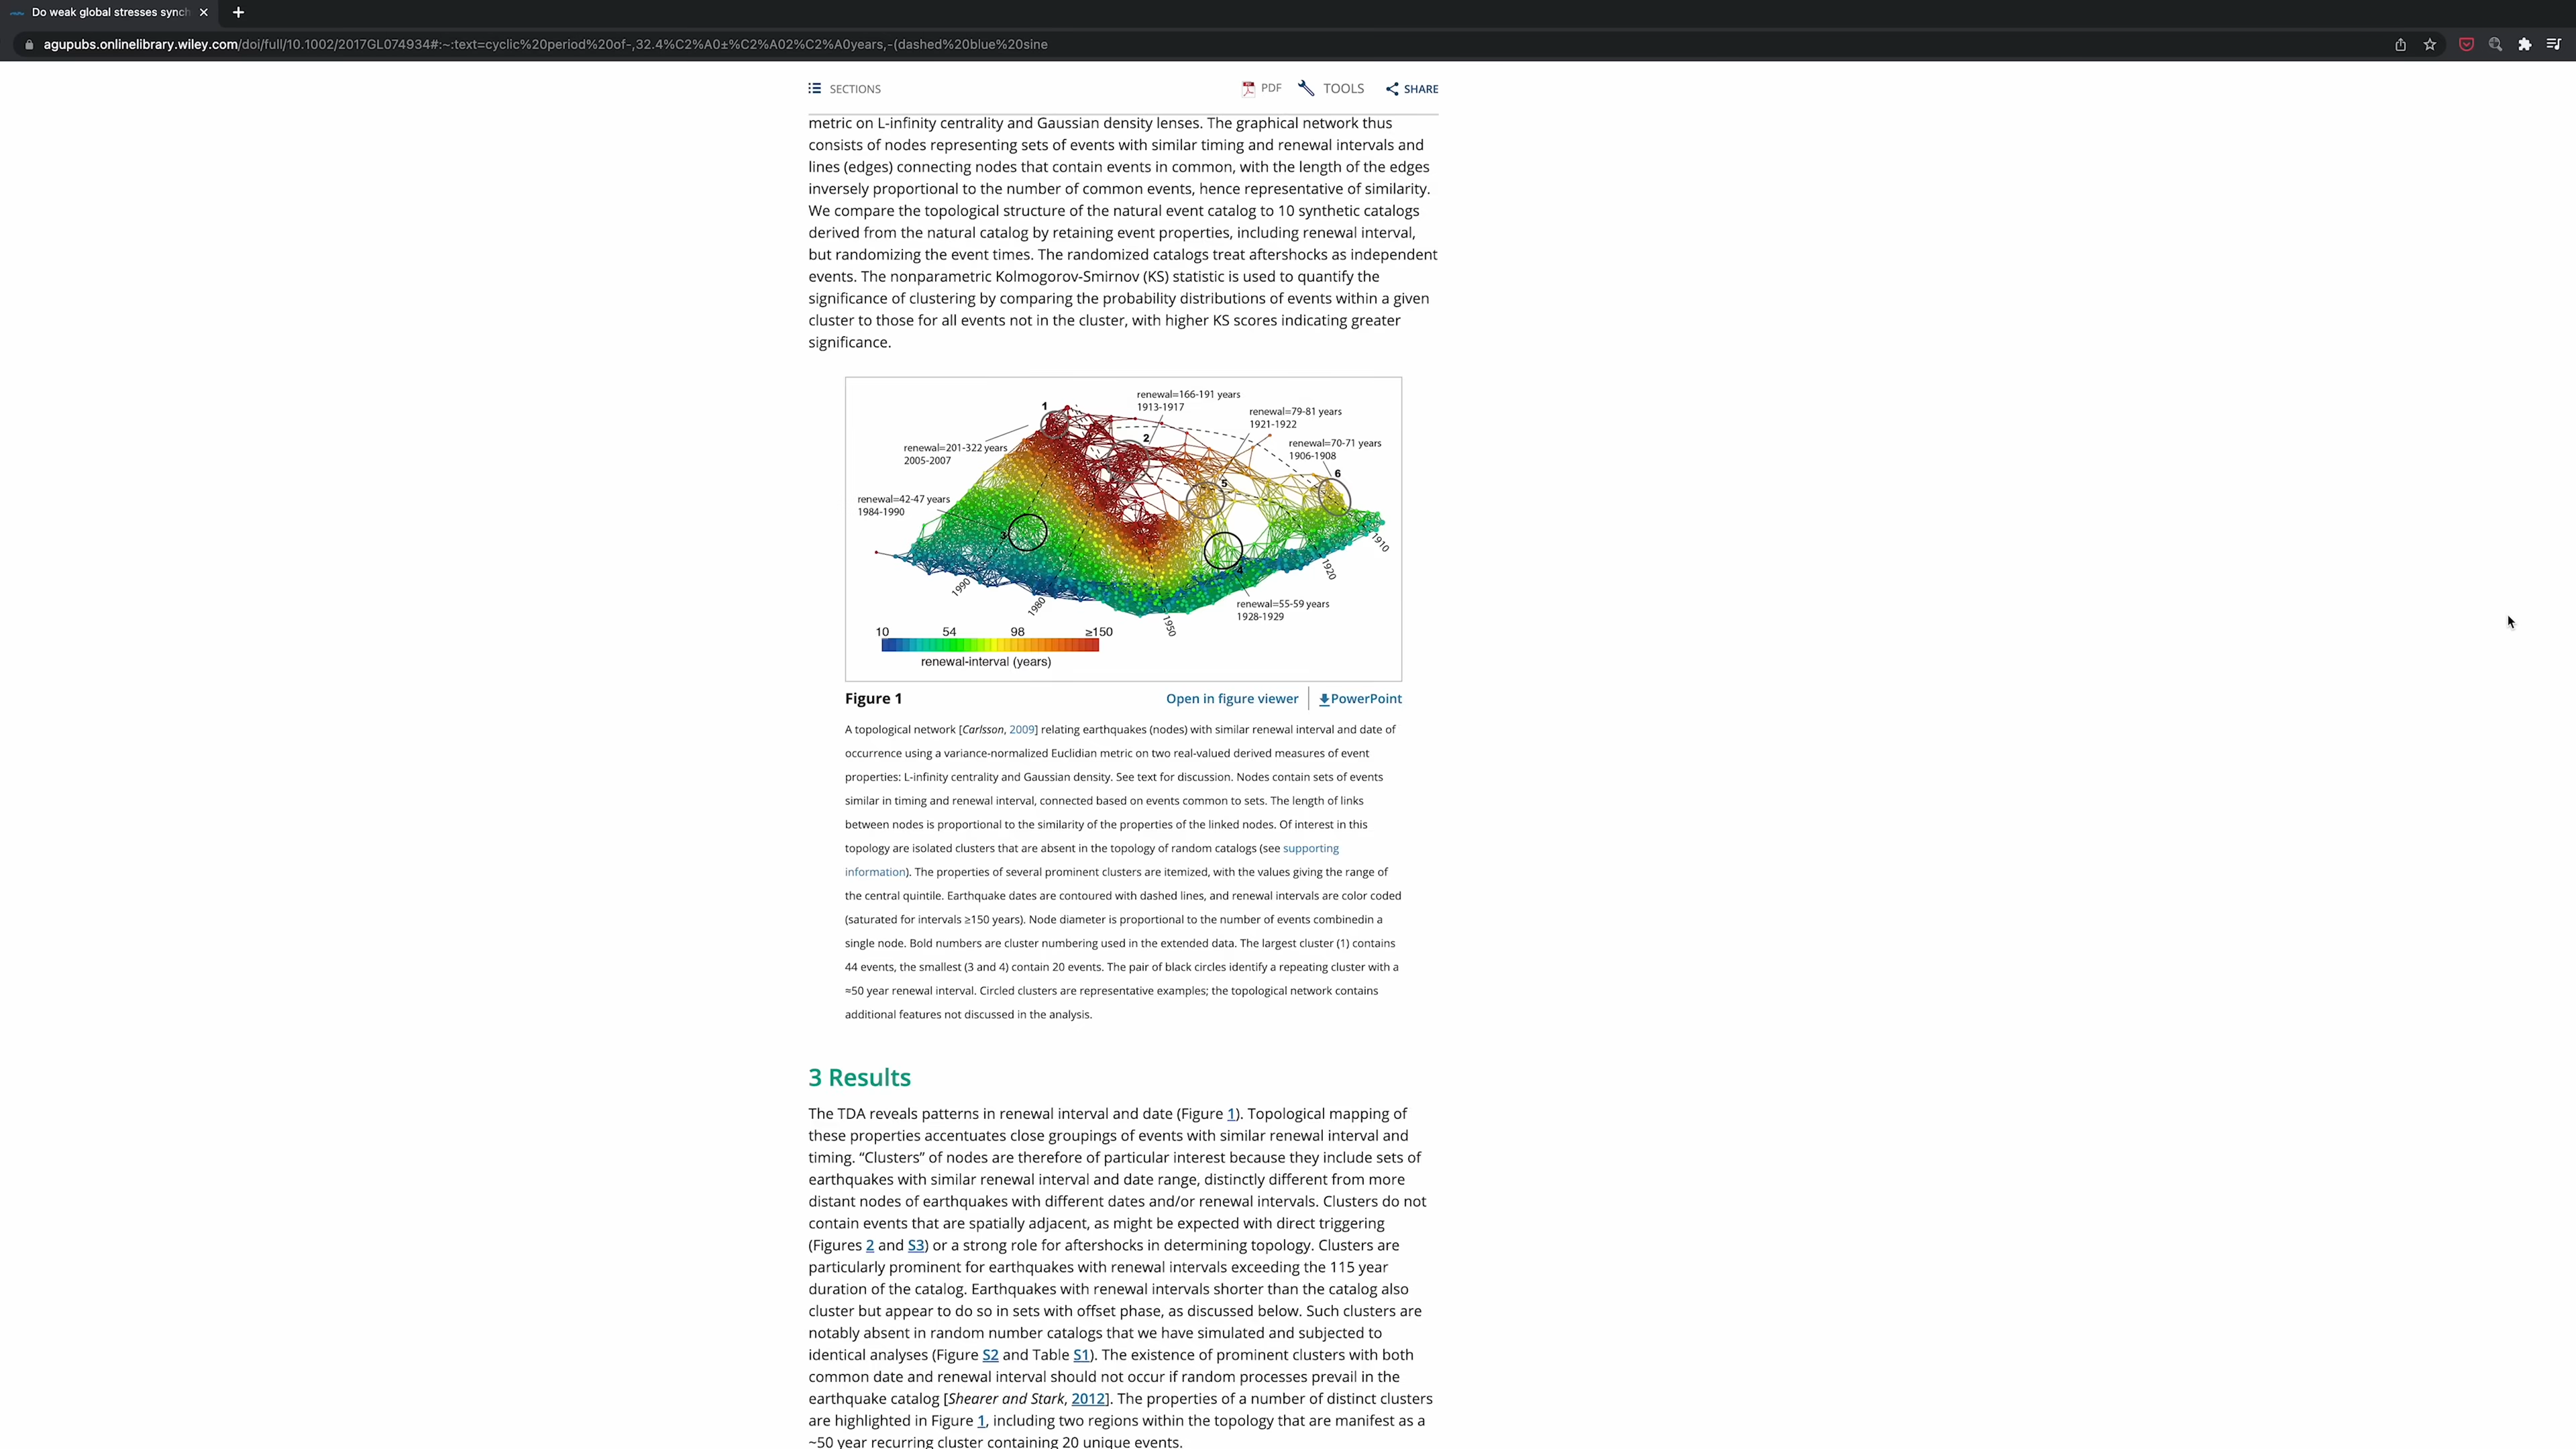 Do weak global stresses synch
agupubs.onlinelibrary.wiley.com/doi/full/10.1002/2017GL074934#:~:text=cyclic%20period%20of-,32.4%C2%A0±%C2%A02%C2%A0years,-(dashed%20blue%20sine
SECTIONS
PDF
TOOLS
SHARE
metric on L-infinity centrality and Gaussian density lenses. The graphical network thus
consists of nodes representing sets of events with similar timing and renewal intervals and
lines (edges) connecting nodes that contain events in common, with the length of the edges
inversely proportional to the number of common events, hence representative of similarity.
We compare the topological structure of the natural event catalog to 10 synthetic catalogs
derived from the natural catalog by retaining event properties, including renewal interval,
but randomizing the event times. The randomized catalogs treat aftershocks as independent
events. The nonparametric Kolmogorov-Smirnov (KS) statistic is used to quantify the
significance of clustering by comparing the probability distributions of events within a given
cluster to those for all events not in the cluster, with higher KS scores indicating greater
significance.
renewal=166-191 years
1913-1917
1
renewal=79-81 years
1921-1922
2
renewal=70-71 years
1906-1908
renewal=201-322 years
2005-2007
6
5
renewal=42-47 years
1984-1990
3
4
1910
1920
1990
1980
1950
renewal=55-59 years
1928-1929
10
54
98
≥150
renewal-interval (years)
Figure 1
Open in figure viewer
PowerPoint
A topological network [Carlsson, 2009] relating earthquakes (nodes) with similar renewal interval and date of
occurrence using a variance-normalized Euclidian metric on two real-valued derived measures of event
properties: L-infinity centrality and Gaussian density. See text for discussion. Nodes contain sets of events
similar in timing and renewal interval, connected based on events common to sets. The length of links
between nodes is proportional to the similarity of the properties of the linked nodes. Of interest in this
topology are isolated clusters that are absent in the topology of random catalogs (see supporting
information). The properties of several prominent clusters are itemized, with the values giving the range of
the central quintile. Earthquake dates are contoured with dashed lines, and renewal intervals are color coded
(saturated for intervals ≥150 years). Node diameter is proportional to the number of events combinedin a
single node. Bold numbers are cluster numbering used in the extended data. The largest cluster (1) contains
44 events, the smallest (3 and 4) contain 20 events. The pair of black circles identify a repeating cluster with a
≈50 year renewal interval. Circled clusters are representative examples; the topological network contains
additional features not discussed in the analysis.
3 Results
The TDA reveals patterns in renewal interval and date (Figure 1). Topological mapping of
these properties accentuates close groupings of events with similar renewal interval and
timing. “Clusters” of nodes are therefore of particular interest because they include sets of
earthquakes with similar renewal interval and date range, distinctly different from more
distant nodes of earthquakes with different dates and/or renewal intervals. Clusters do not
contain events that are spatially adjacent, as might be expected with direct triggering
(Figures 2 and S3) or a strong role for aftershocks in determining topology. Clusters are
particularly prominent for earthquakes with renewal intervals exceeding the 115 year
duration of the catalog. Earthquakes with renewal intervals shorter than the catalog also
cluster but appear to do so in sets with offset phase, as discussed below. Such clusters are
notably absent in random number catalogs that we have simulated and subjected to
identical analyses (Figure S2 and Table S1). The existence of prominent clusters with both
common date and renewal interval should not occur if random processes prevail in the
earthquake catalog [Shearer and Stark, 2012]. The properties of a number of distinct clusters
are highlighted in Figure 1, including two regions within the topology that are manifest as a
~50 year recurring cluster containing 20 unique events.